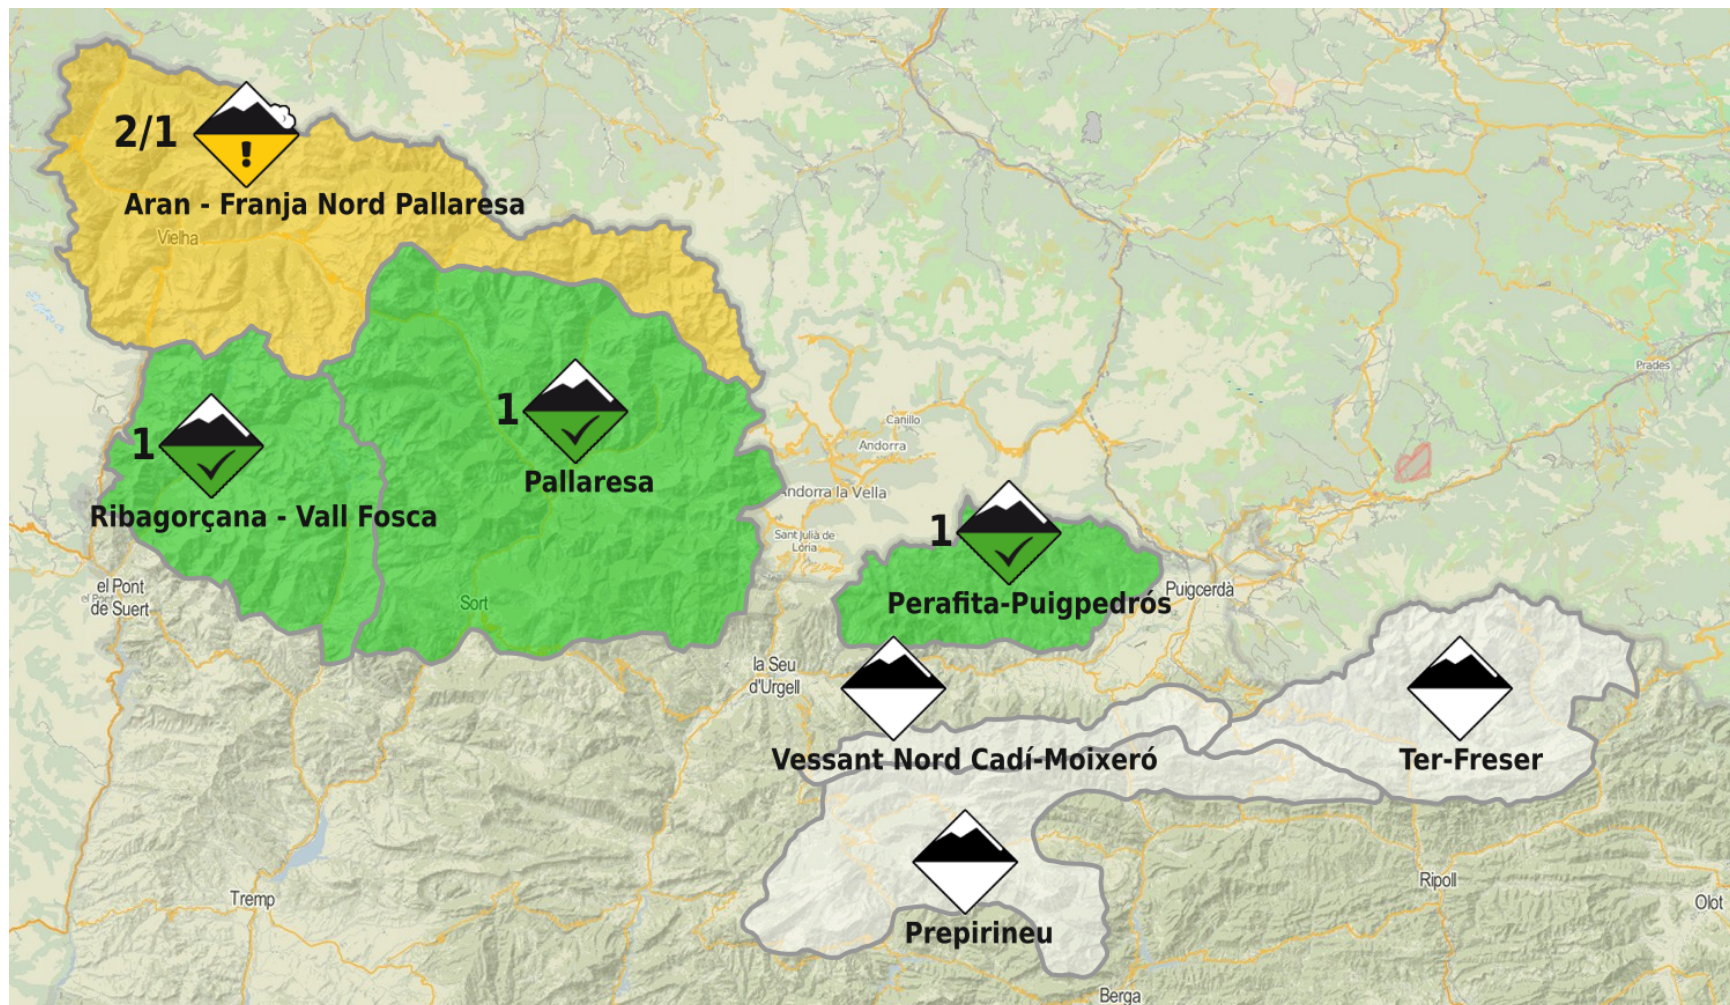 2/1
!
Aran - Franja Nord Pallaresa
Vielha
Prades
1
1
Canillo
Andorra
Pallaresa
Andorra la Vella
Ribagorçana - Vall Fosca
1
Sant Julià de
Lòria
el Pont
de Suert
Sort
Perafita-Puigpedrós
Puigcerdà
la Seu
d'Urgell
Vessant Nord Cadí-Moixeró
Ter-Freser
Tremp
Ripoll
Olot
Prepirineu
Berga